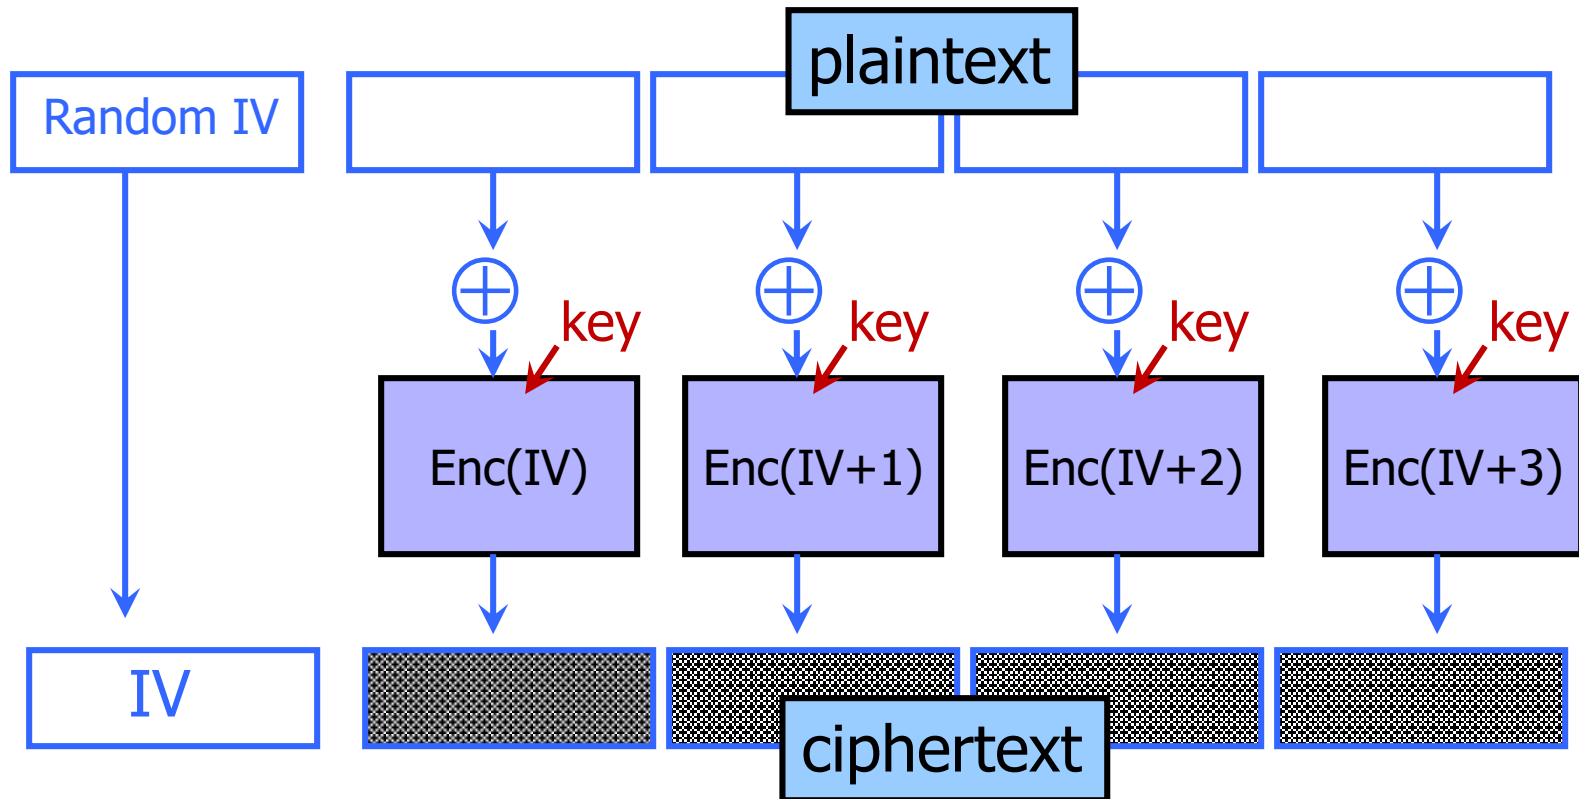 plaintext
Random IV
key
key
key
key
Enc(IV)
Enc(IV+1)
Enc(IV+2)
Enc(IV+3)
IV
ciphertext